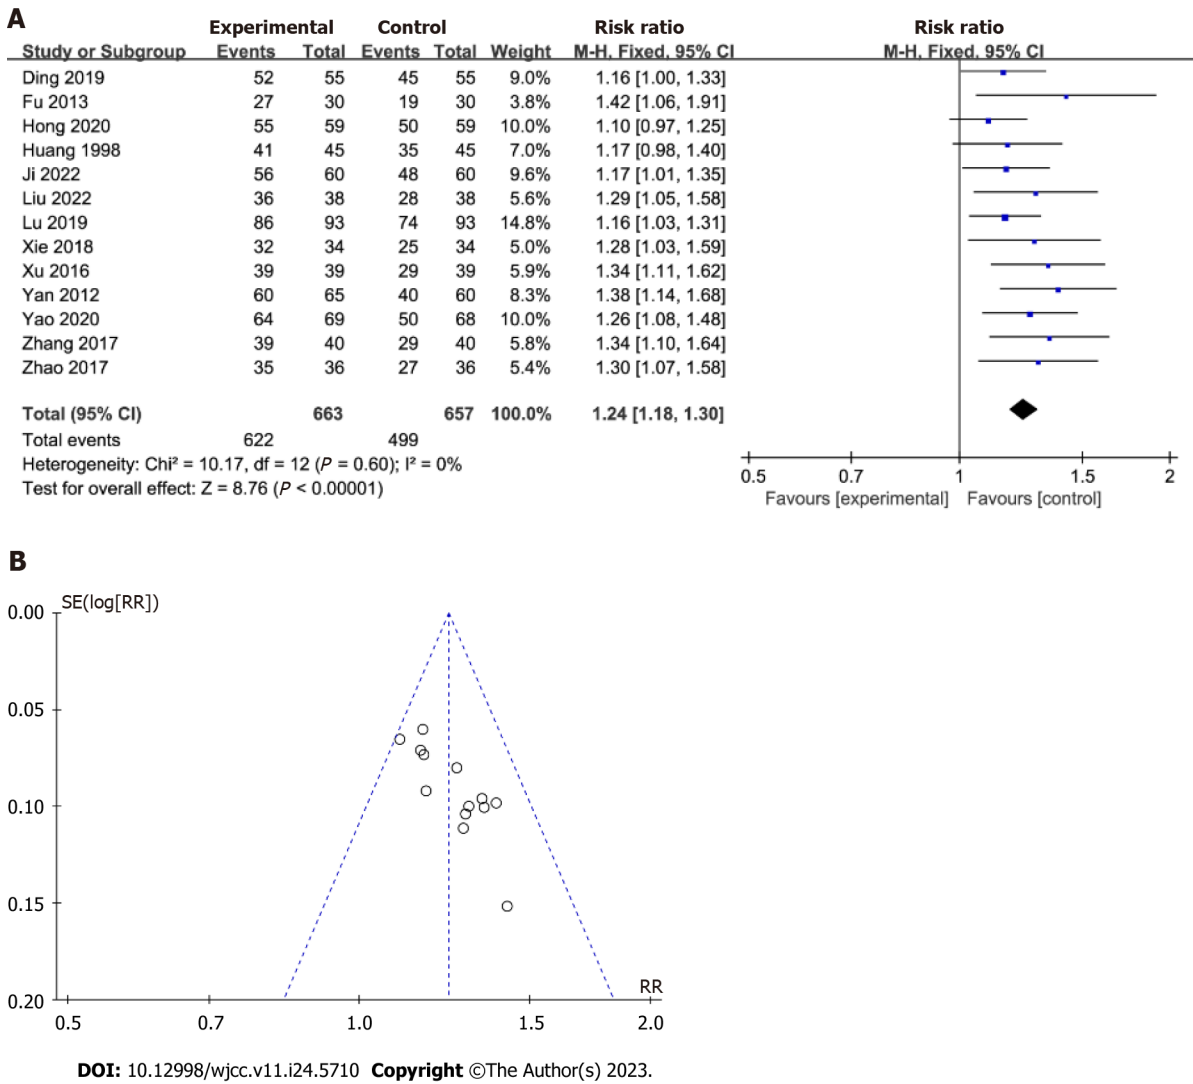 A
Experimental Control Risk ratio Risk ratio
Study or Subgroup Events Total Events Total Weight M-H, Fixed, 95% CI M-H, Fixed, 95% CI
Ding 2019 52 55 45 55 9.0% 1.16 [1.00, 1.33]
Fu 2013 27 30 19 30 3.8% 1.42 [1.06, 1.91]
Hong 2020 55 59 50 59 10.0% 1.10 [0.97, 1.25]
Huang 1998 41 45 35 45 7.0% 1.17 [0.98, 1.40]
Ji 2022 56 60 48 60 9.6% 1.17 [1.01, 1.35]
Liu 2022 36 38 28 38 5.6% 1.29 [1.05, 1.58]
Lu 2019 86 93 74 93 14.8% 1.16 [1.03, 1.31]
Xie 2018 32 34 25 34 5.0% 1.28 [1.03, 1.59]
Xu 2016 39 39 29 39 5.9% 1.34 [1.11, 1.62]
Yan 2012 60 65 40 60 8.3% 1.38 [1.14, 1.68]
Yao 2020 64 69 50 68 10.0% 1.26 [1.08, 1.48]
Zhang 2017 39 40 29 40 5.8% 1.34 [1.10, 1.64]
Zhao 2017 35 36 27 36 5.4% 1.30 [1.07, 1.58]
Total (95% CI) 663 657 100.0% 1.24 [1.18, 1.30]
Total events 622 499
Heterogeneity: Chi² = 10.17, df = 12 (P = 0.60); I² = 0%
Test for overall effect: Z = 8.76 (P < 0.00001)
0.5 0.7 1 1.5 2
Favours [experimental] Favours [control]
B
SE(log[RR])
0.00
0.05
0.10
0.15
0.20
RR
0.5 0.7 1.0 1.5 2.0
DOI: 10.12998/wjcc.v11.i24.5710 Copyright ©The Author(s) 2023.